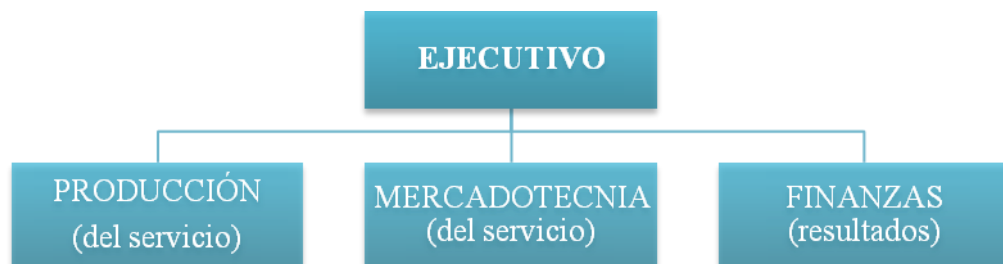 EJECUTIVO
PRODUCCIÓN
(del servicio)
MERCADOTECNIA
(del servicio)
FINANZAS
(resultados)